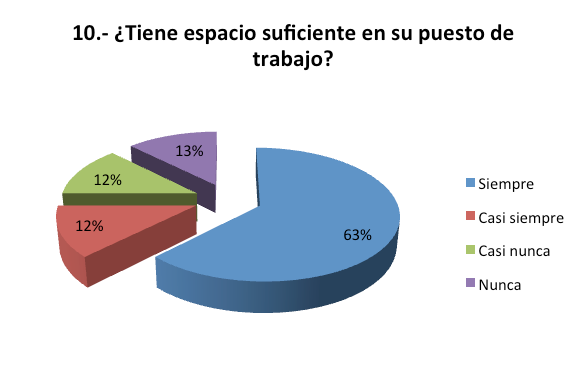 10.- ¿Tiene espacio suficiente en su puesto de
trabajo?
13%
12%
12%
63%
Siempre
Casi siempre
Casi nunca
Nunca